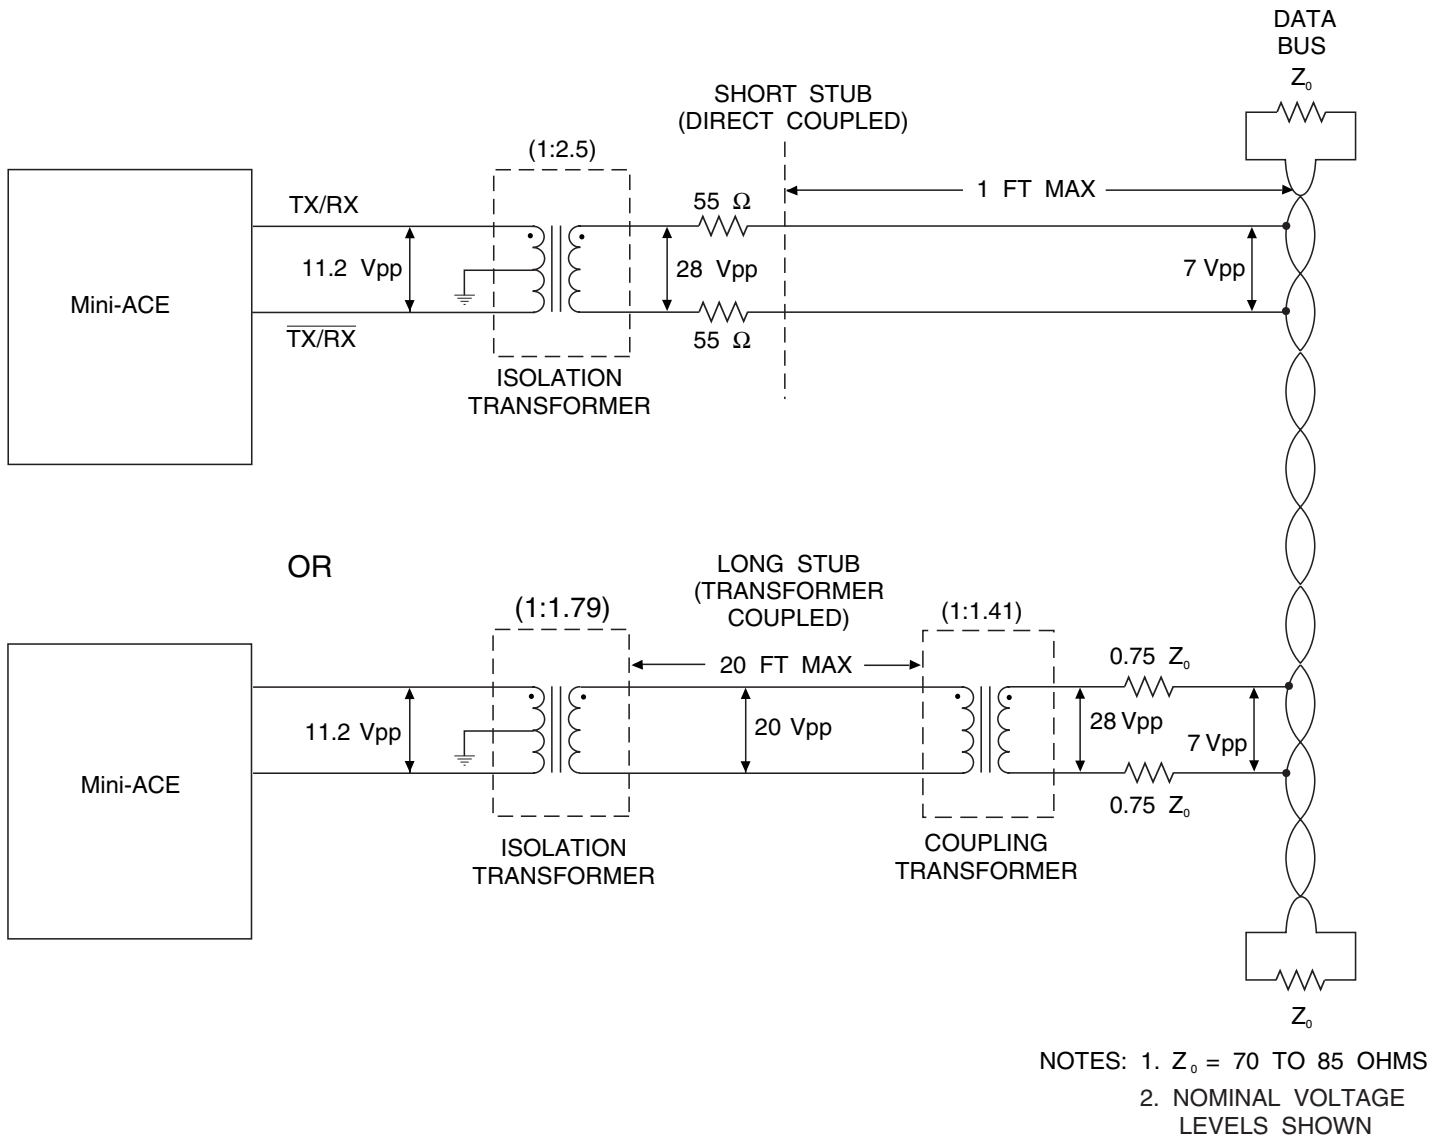 DATA
BUS
Z₀
SHORT STUB
(DIRECT COUPLED)
(1:2.5)
1 FT MAX
TX/RX
55 Ω
11.2 Vpp
28 Vpp
7 Vpp
Mini-ACE
T̅X̅/̅R̅X̅
55 Ω
ISOLATION
TRANSFORMER
OR
LONG STUB
(TRANSFORMER
COUPLED)
(1:1.79)
(1:1.41)
20 FT MAX
0.75 Z₀
11.2 Vpp
20 Vpp
28 Vpp
7 Vpp
Mini-ACE
0.75 Z₀
ISOLATION
TRANSFORMER
COUPLING
TRANSFORMER
Z₀
NOTES: 1. Z₀ = 70 TO 85 OHMS
2. NOMINAL VOLTAGE
LEVELS SHOWN